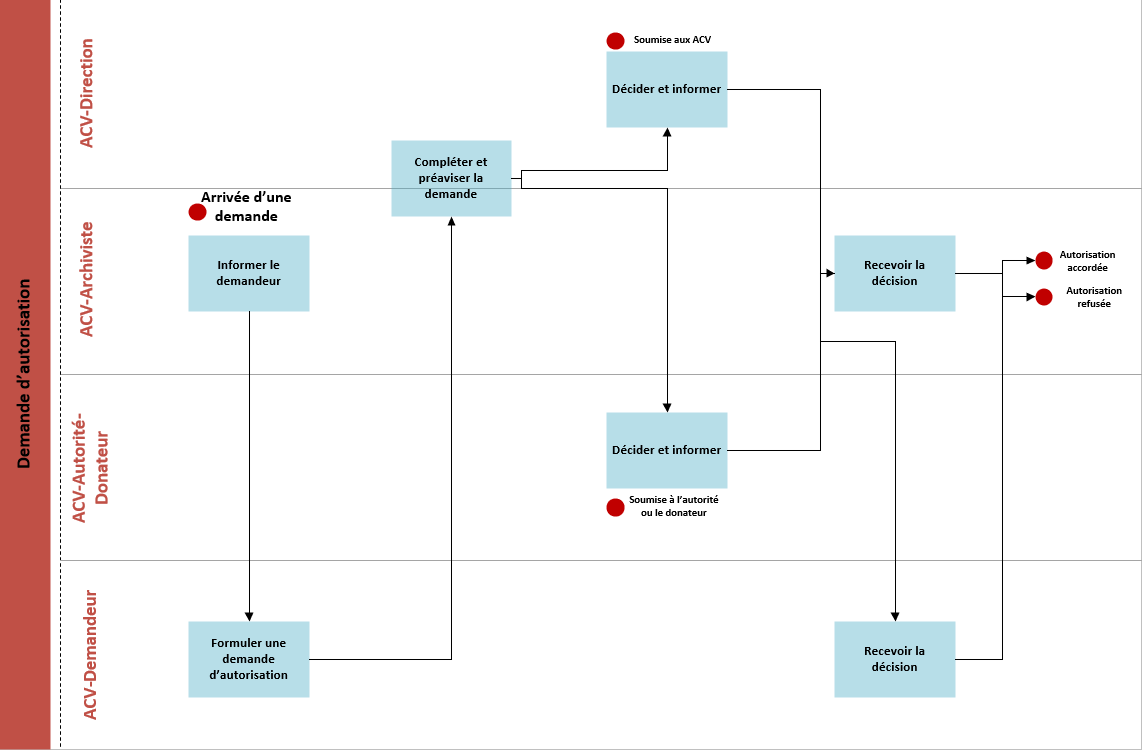 Demande d'autorisation
ACV-Direction
ACV-Archiviste
ACV-Autorité-
Donateur
ACV-Demandeur
Arrivée d'une
demande
Informer le
demandeur
Formuler une
demande
d'autorisation
Compléter et
préaviser la
demande
Soumise aux ACV
Décider et informer
Décider et informer
Soumise à l'autorité
ou le donateur
Recevoir la
décision
Recevoir la
décision
Autorisation
accordée
Autorisation
refusée